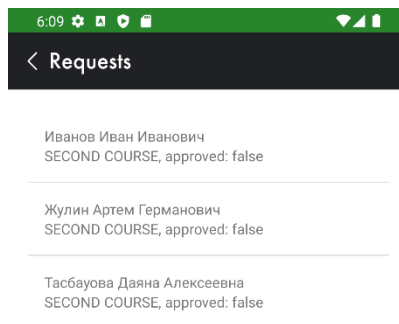 6:09
Requests
Иванов Иван Иванович
SECOND COURSE, approved: false
Жулин Артем Германович
SECOND COURSE, approved: false
Тасбауова Даяна Алексеевна
SECOND COURSE, approved: false